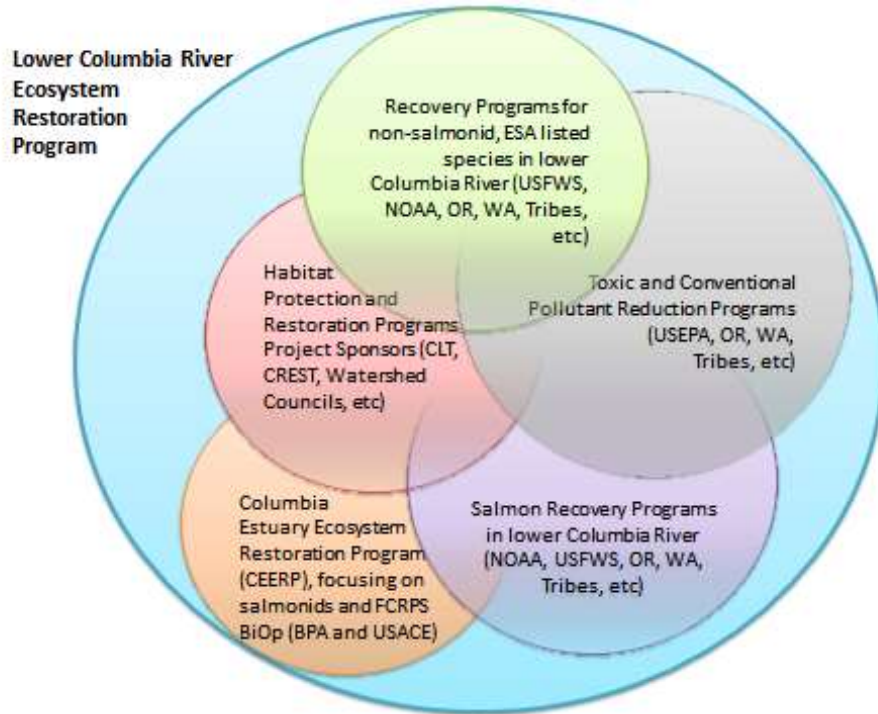 Lower Columbia River
Ecosystem
Restoration
Program
Recovery Programs for
non-salmonid, ESA listed
species in lower
Columbia River (USFWS,
NOAA, OR, WA, Tribes,
etc)
Habitat
Protection and
Restoration Programs
Project Sponsors (CLT,
CREST, Watershed
Councils, etc)
Toxic and Conventional
Pollutant Reduction Programs
(USEPA, OR, WA,
Tribes, etc)
Columbia
Estuary Ecosystem
Restoration Program
(CEERP), focusing on
salmonids and FCRPS
BiOp (BPA and USACE)
Salmon Recovery Programs
in lower Columbia River
(NOAA, USFWS, OR, WA,
Tribes, etc)